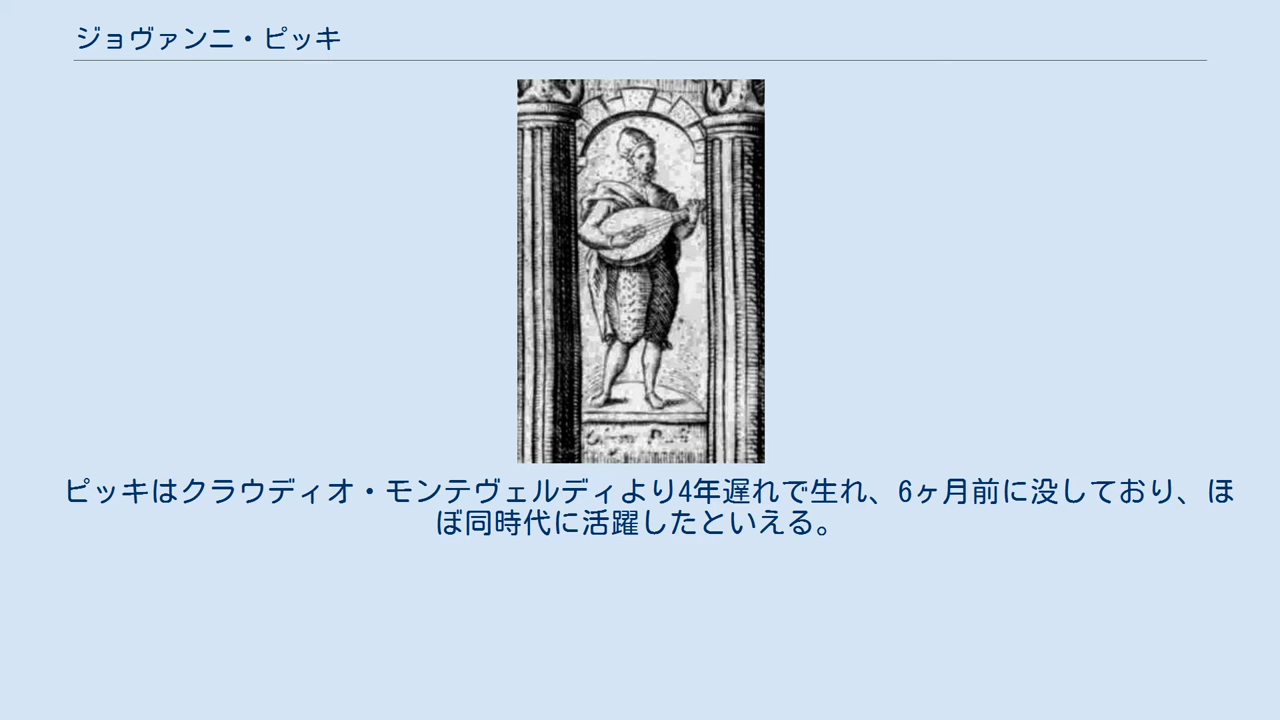 ジョヴァンニ・ピッキ
ピッキはクラウディオ・モンテヴェルディより4年遅れで生れ、6ヶ月前に没しており、ほ
ぼ同時代に活躍したといえる。